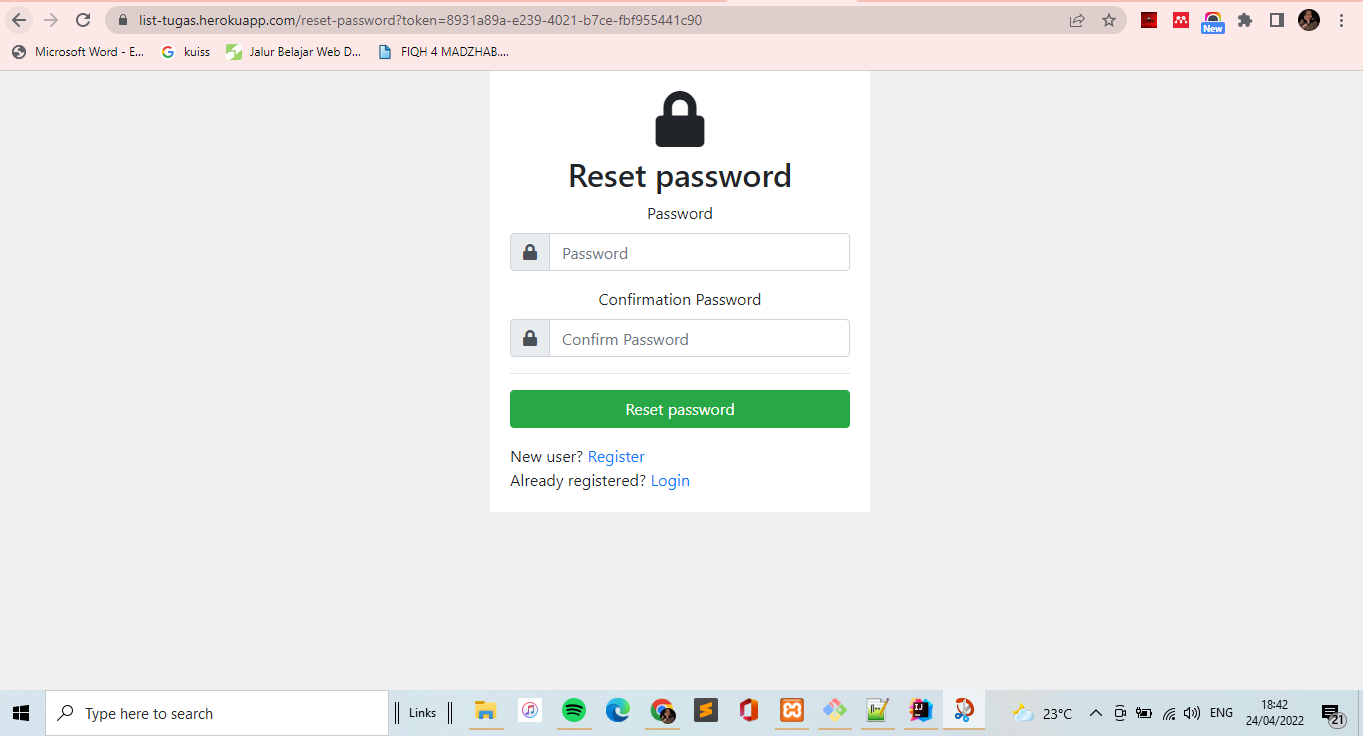 list-tugas.herokuapp.com/reset-password?token=8931a89a-e239-4021-b7ce-fbf955441c90
New
Microsoft Word - E...
kuiss
Jalur Belajar Web D...
FIQH 4 MADZHAB....
Reset password
Password
Password
Confirmation Password
Confirm Password
Reset password
New user? Register
Already registered? Login
Type here to search
Links
23°C
ENG
18:42
24/04/2022
21